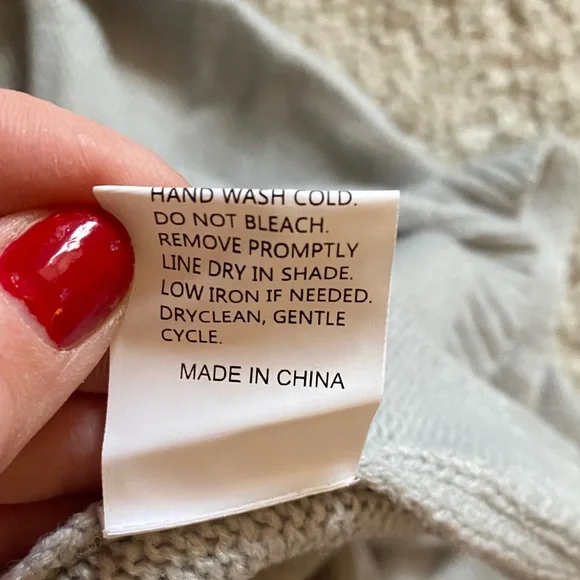 HAND WASH COLD.
DO NOT BLEACH.
REMOVE PROMPTLY
LINE DRY IN SHADE.
LOW IRON IF NEEDED.
DRYCLEAN, GENTLE
CYCLE.
MADE IN CHINA